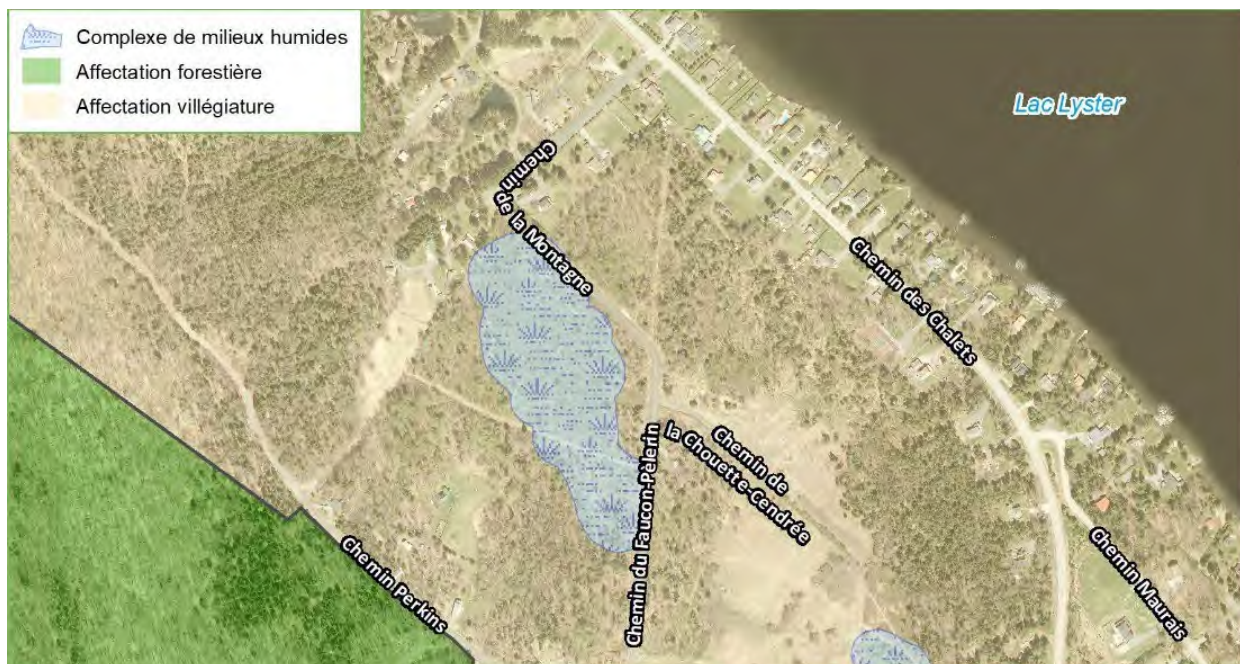 Complexe de milieux humides
Affectation forestière
Affectation villégiature
Lac Lyster
Chemin
de la Montagne
Chemin des Chalets
Chemin du Faucon-Pèlerin
Chemin de
la Chouette-Cendrée
Chemin Perkins
Chemin Maurais